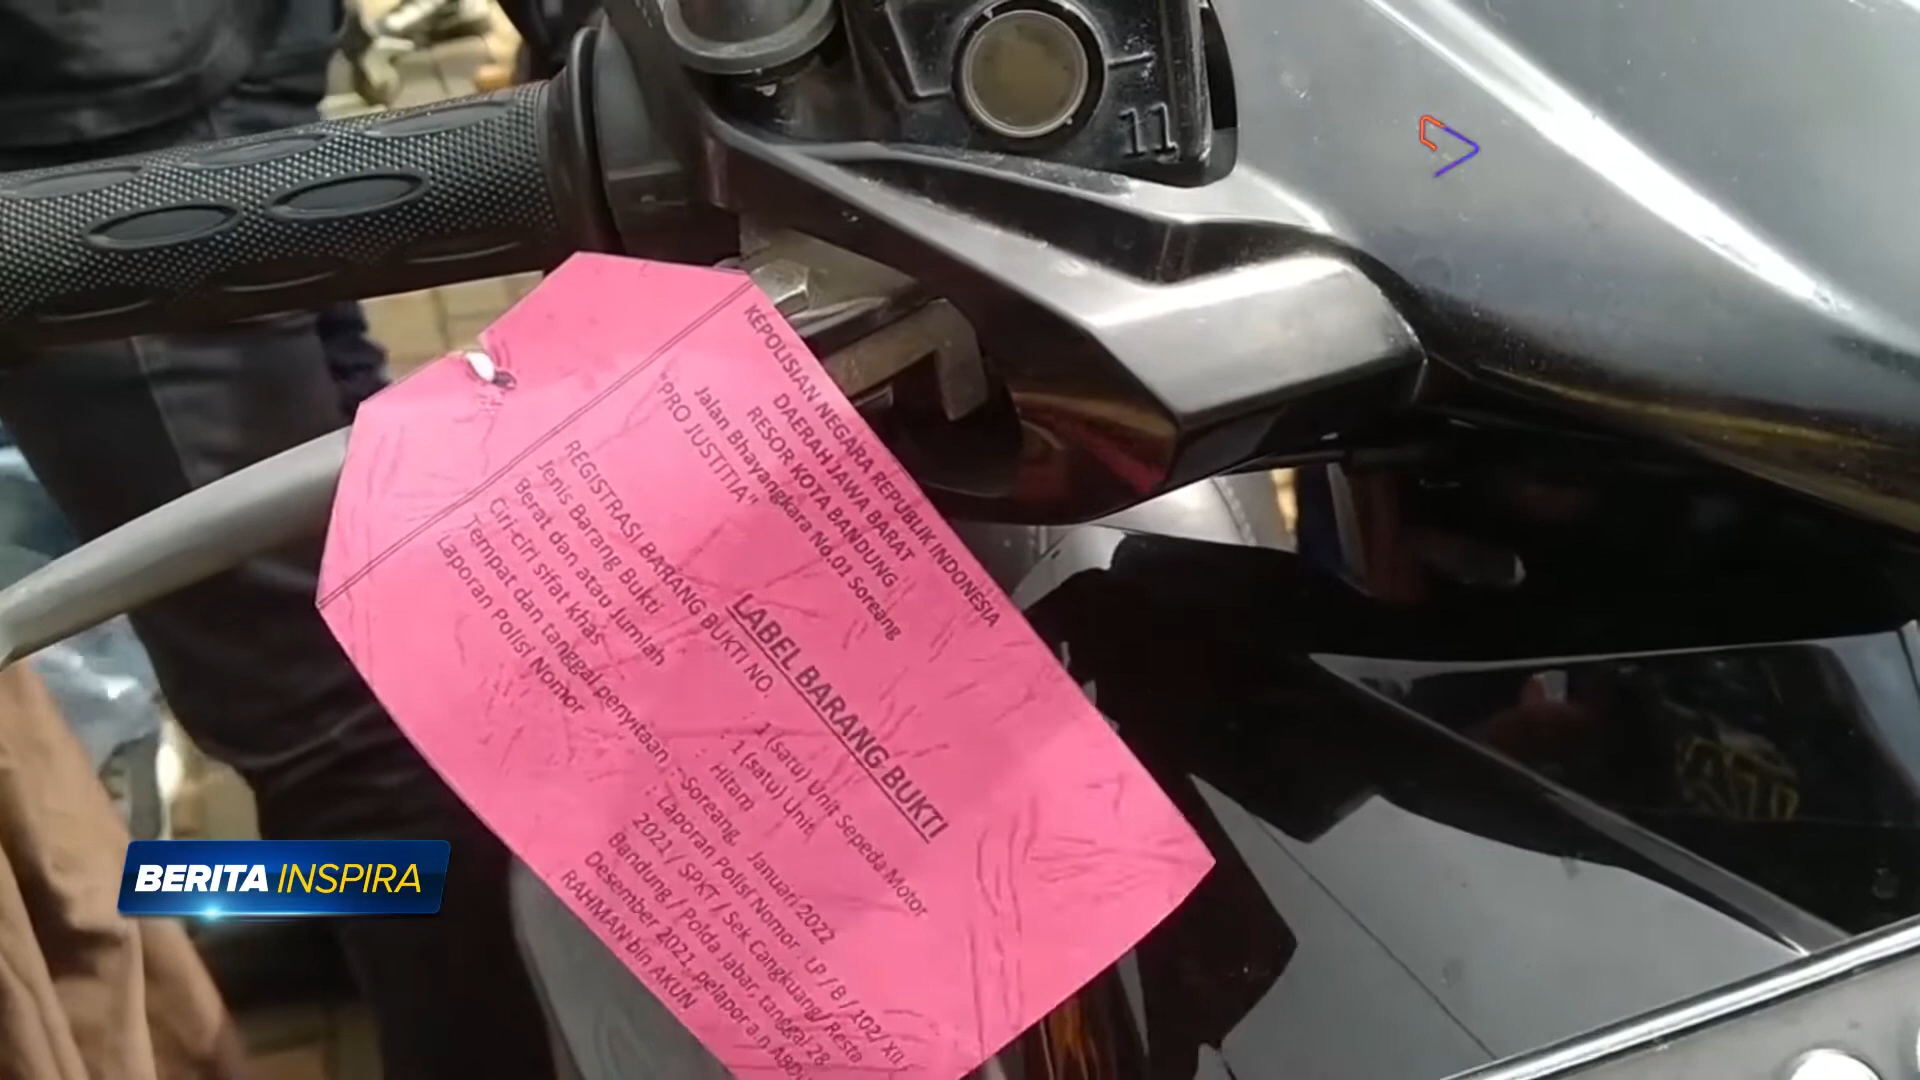 11
KEPOLISIAN NEGARA REPUBLIK INDONESIA
DAERAH JAWA BARAT
RESOR KOTA BANDUNG
Jalan Bhayangkara No.01 Soreang
"PRO JUSTITIA"
LABEL BARANG BUKTI
REGISTRASI BARANG BUKTI NO.
Jenis Barang Bukti : 1 (satu) Unit Sepeda Motor
Berat dan atau Jumlah : 1 (satu) Unit
Ciri-ciri sifat khas : Hitam
Tempat dan tanggal penyitaan : Soreang, Januari 2022
Laporan Polisi Nomor : Laporan Polisi Nomor : LP / 8 / 102/ XII /
2021 / SPKT / Sek Cangkuang/ Resta
Bandung / Polda Jabar, tanggal 28
Desember 2021, pelapor a.n ABDU
RAHMAN bin AKUN
BERITA INSPIRA